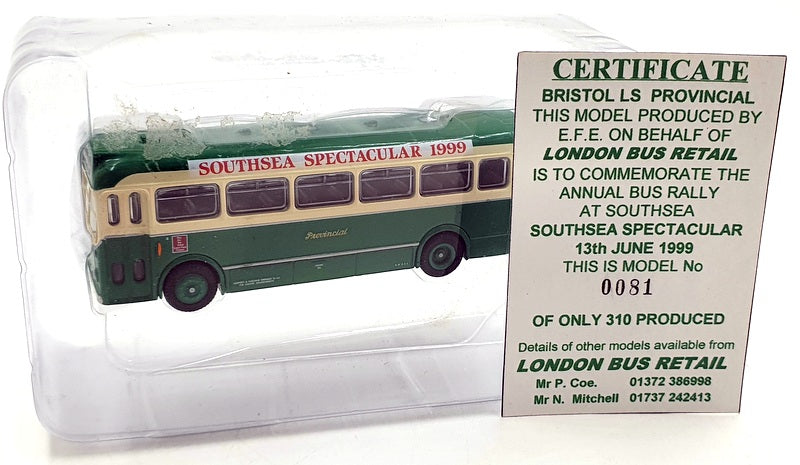 SOUTHSEA SPECTACULAR 1999
Provincial
CERTIFICATE
BRISTOL LS PROVINCIAL
THIS MODEL PRODUCED BY
E.F.E. ON BEHALF OF
LONDON BUS RETAIL
IS TO COMMEMORATE THE
ANNUAL BUS RALLY
AT SOUTHSEA
SOUTHSEA SPECTACULAR
13th JUNE 1999
THIS IS MODEL No
0081
OF ONLY 310 PRODUCED
Details of other models available from
LONDON BUS RETAIL
Mr P. Coe. 01372 386998
Mr N. Mitchell 01737 242413